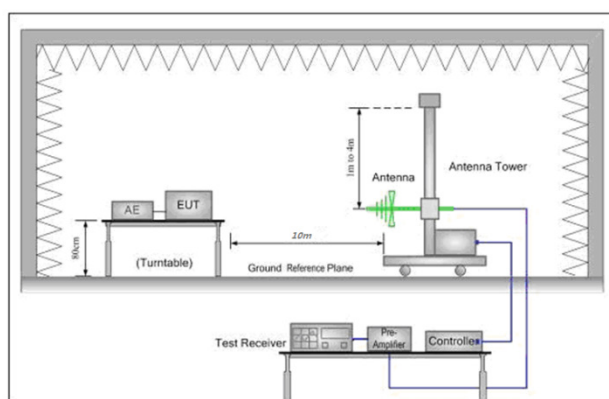 1m to 4m
Antenna
Antenna Tower
AE
EUT
80cm
(Turntable)
10m
Ground Reference Plane
Test Receiver
Pre-
Amplifier
Controller